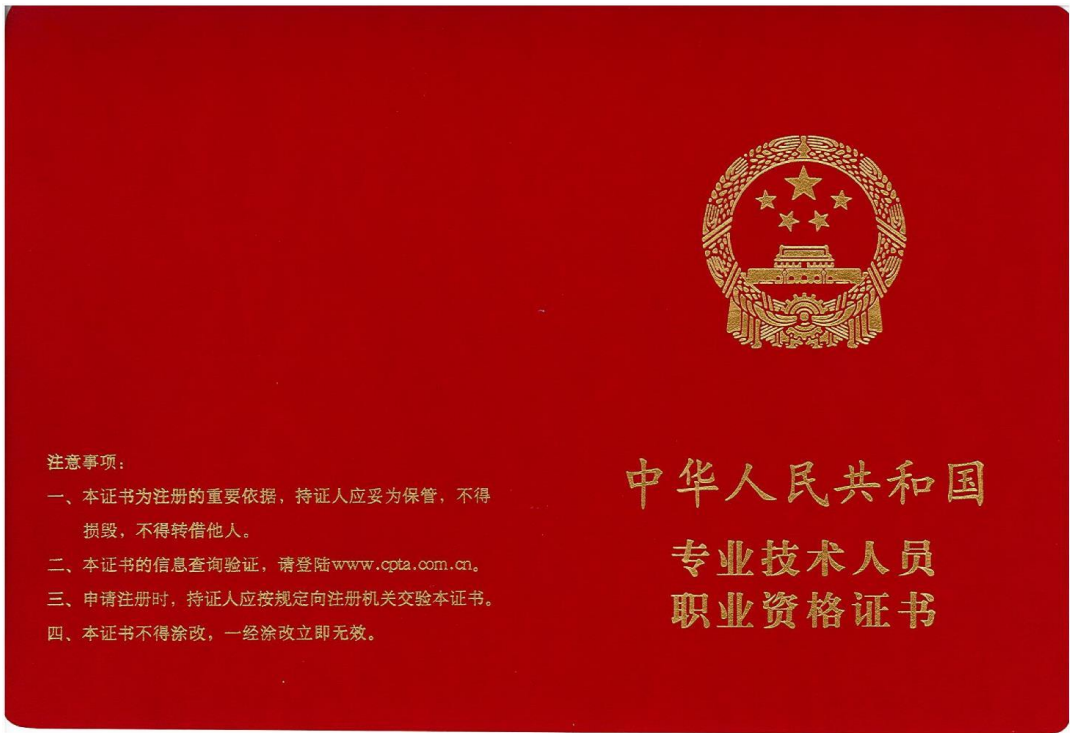 注意事项：
一、本证书为注册的重要依据，持证人应妥为保管，不得
损毁，不得转借他人。
二、本证书的信息查询验证，请登陆www.cpta.com.cn。
三、申请注册时，持证人应按规定向注册机关交验本证书。
四、本证书不得涂改，一经涂改立即无效。
中华人民共和国
专业技术人员
职业资格证书